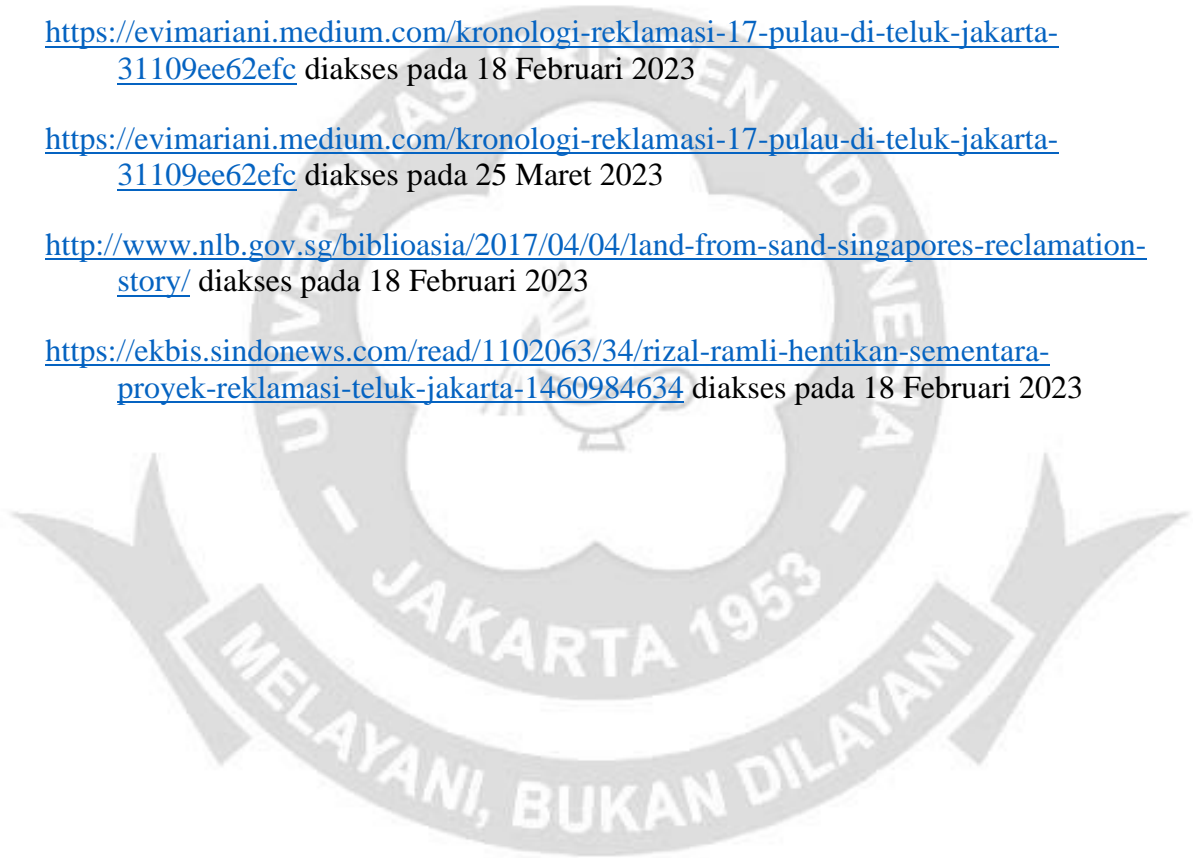 https://evimariani.medium.com/kronologi-reklamasi-17-pulau-di-teluk-jakarta-
31109ee62efc diakses pada 18 Februari 2023
https://evimariani.medium.com/kronologi-reklamasi-17-pulau-di-teluk-jakarta-
31109ee62efc diakses pada 25 Maret 2023
http://www.nlb.gov.sg/biblioasia/2017/04/04/land-from-sand-singapores-reclamation-
story/ diakses pada 18 Februari 2023
https://ekbis.sindonews.com/read/1102063/34/rizal-ramli-hentikan-sementara-
proyek-reklamasi-teluk-jakarta-1460984634 diakses pada 18 Februari 2023
UNIVERSITAS KRISTEN INDONESIA
- JAKARTA 1953 -
MELAYANI, BUKAN DILAYANI